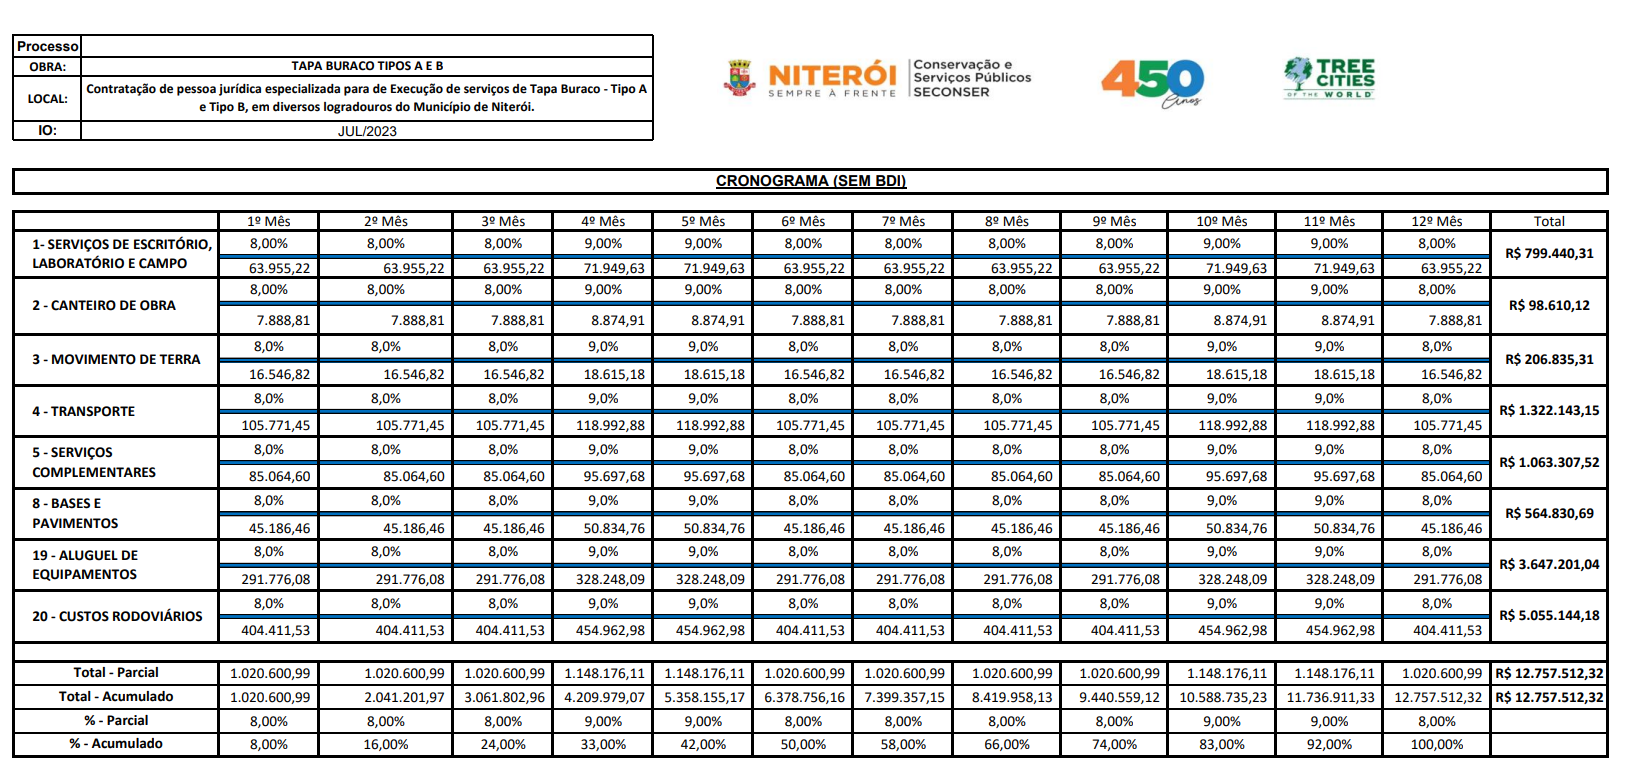 Processo
OBRA: TAPA BURACO TIPOS A E B
LOCAL: Contratação de pessoa jurídica especializada para de Execução de serviços de Tapa Buraco - Tipo A
e Tipo B, em diversos logradouros do Município de Niterói.
IO: JUL/2023
NITERÓI
SEMPRE À FRENTE
Conservação e
Serviços Públicos
SECONSER
450
Anos
TREE
CITIES
OF THE WORLD
CRONOGRAMA (SEM BDI)
1º Mês 2º Mês 3º Mês 4º Mês 5º Mês 6º Mês 7º Mês 8º Mês 9º Mês 10º Mês 11º Mês 12º Mês Total
1- SERVIÇOS DE ESCRITÓRIO, 8,00% 8,00% 8,00% 9,00% 9,00% 8,00% 8,00% 8,00% 8,00% 9,00% 9,00% 8,00% R$ 799.440,31
LABORATÓRIO E CAMPO 63.955,22 63.955,22 63.955,22 71.949,63 71.949,63 63.955,22 63.955,22 63.955,22 63.955,22 71.949,63 71.949,63 63.955,22
2 - CANTEIRO DE OBRA 8,00% 8,00% 8,00% 9,00% 9,00% 8,00% 8,00% 8,00% 8,00% 9,00% 9,00% 8,00% R$ 98.610,12
7.888,81 7.888,81 7.888,81 8.874,91 8.874,91 7.888,81 7.888,81 7.888,81 7.888,81 8.874,91 8.874,91 7.888,81
3 - MOVIMENTO DE TERRA 8,0% 8,0% 8,0% 9,0% 9,0% 8,0% 8,0% 8,0% 8,0% 9,0% 9,0% 8,0% R$ 206.835,31
16.546,82 16.546,82 16.546,82 18.615,18 18.615,18 16.546,82 16.546,82 16.546,82 16.546,82 18.615,18 18.615,18 16.546,82
4 - TRANSPORTE 8,0% 8,0% 8,0% 9,0% 9,0% 8,0% 8,0% 8,0% 8,0% 9,0% 9,0% 8,0% R$ 1.322.143,15
105.771,45 105.771,45 105.771,45 118.992,88 118.992,88 105.771,45 105.771,45 105.771,45 105.771,45 118.992,88 118.992,88 105.771,45
5 - SERVIÇOS 8,0% 8,0% 8,0% 9,0% 9,0% 8,0% 8,0% 8,0% 8,0% 9,0% 9,0% 8,0% R$ 1.063.307,52
COMPLEMENTARES 85.064,60 85.064,60 85.064,60 95.697,68 95.697,68 85.064,60 85.064,60 85.064,60 85.064,60 95.697,68 95.697,68 85.064,60
8 - BASES E 8,0% 8,0% 8,0% 9,0% 9,0% 8,0% 8,0% 8,0% 8,0% 9,0% 9,0% 8,0% R$ 564.830,69
PAVIMENTOS 45.186,46 45.186,46 45.186,46 50.834,76 50.834,76 45.186,46 45.186,46 45.186,46 45.186,46 50.834,76 50.834,76 45.186,46
19 - ALUGUEL DE 8,0% 8,0% 8,0% 9,0% 9,0% 8,0% 8,0% 8,0% 8,0% 9,0% 9,0% 8,0% R$ 3.647.201,04
EQUIPAMENTOS 291.776,08 291.776,08 291.776,08 328.248,09 328.248,09 291.776,08 291.776,08 291.776,08 291.776,08 328.248,09 328.248,09 291.776,08
20 - CUSTOS RODOVIÁRIOS 8,0% 8,0% 8,0% 9,0% 9,0% 8,0% 8,0% 8,0% 8,0% 9,0% 9,0% 8,0% R$ 5.055.144,18
404.411,53 404.411,53 404.411,53 454.962,98 454.962,98 404.411,53 404.411,53 404.411,53 404.411,53 454.962,98 454.962,98 404.411,53
Total - Parcial 1.020.600,99 1.020.600,99 1.020.600,99 1.148.176,11 1.148.176,11 1.020.600,99 1.020.600,99 1.020.600,99 1.020.600,99 1.148.176,11 1.148.176,11 1.020.600,99 R$ 12.757.512,32
Total - Acumulado 1.020.600,99 2.041.201,97 3.061.802,96 4.209.979,07 5.358.155,17 6.378.756,16 7.399.357,15 8.419.958,13 9.440.559,12 10.588.735,23 11.736.911,33 12.757.512,32 R$ 12.757.512,32
% - Parcial 8,00% 8,00% 8,00% 9,00% 9,00% 8,00% 8,00% 8,00% 8,00% 9,00% 9,00% 8,00%
% - Acumulado 8,00% 16,00% 24,00% 33,00% 42,00% 50,00% 58,00% 66,00% 74,00% 83,00% 92,00% 100,00%